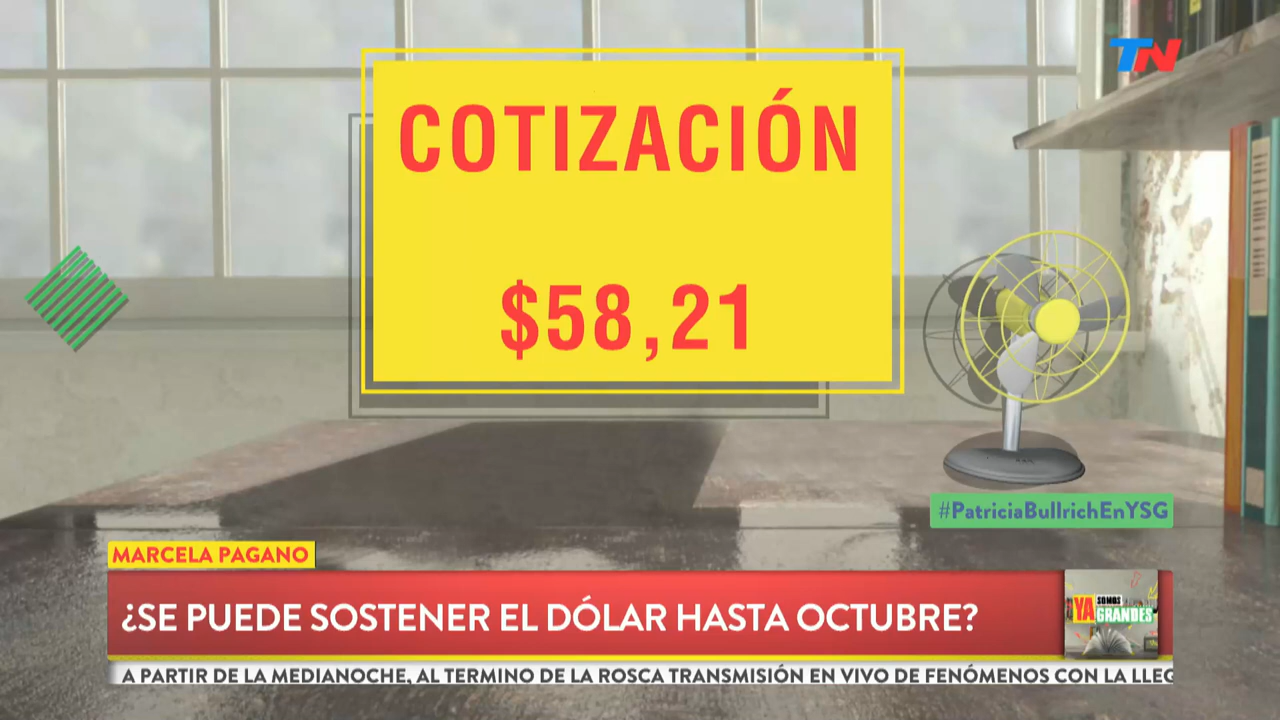 TN
COTIZACIÓN
$58,21
#PatriciaBullrichEnYSG
MARCELA PAGANO
¿SE PUEDE SOSTENER EL DÓLAR HASTA OCTUBRE?
YA SOMOS GRANDES
A PARTIR DE LA MEDIANOCHE, AL TERMINO DE LA ROSCA TRANSMISIÓN EN VIVO DE FENÓMENOS CON LA LLEG